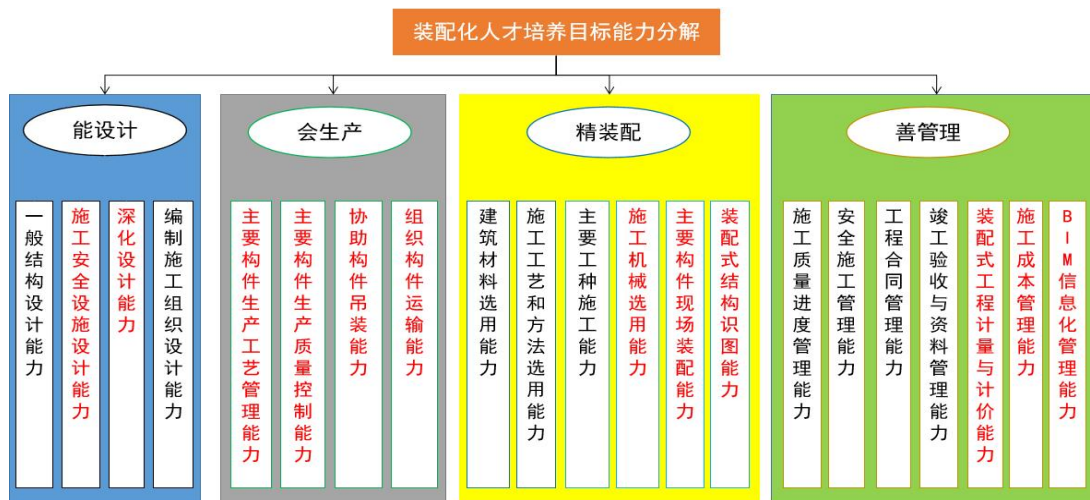 装配化人才培养目标能力分解
能设计
一般结构设计能力
施工安全设施设计能力
深化设计能力
编制施工组织设计能力
会生产
主要构件生产工艺管理能力
主要构件生产质量控制能力
协助构件吊装能力
组织构件运输能力
精装配
建筑材料选用能力
施工工艺和方法选用能力
主要工种施工能力
施工机械选用能力
主要构件现场装配能力
装配式结构识图能力
善管理
施工质量进度管理能力
安全施工管理能力
工程合同管理能力
竣工验收与资料管理能力
装配式工程计量与计价能力
施工成本管理能力
BIM信息化管理能力